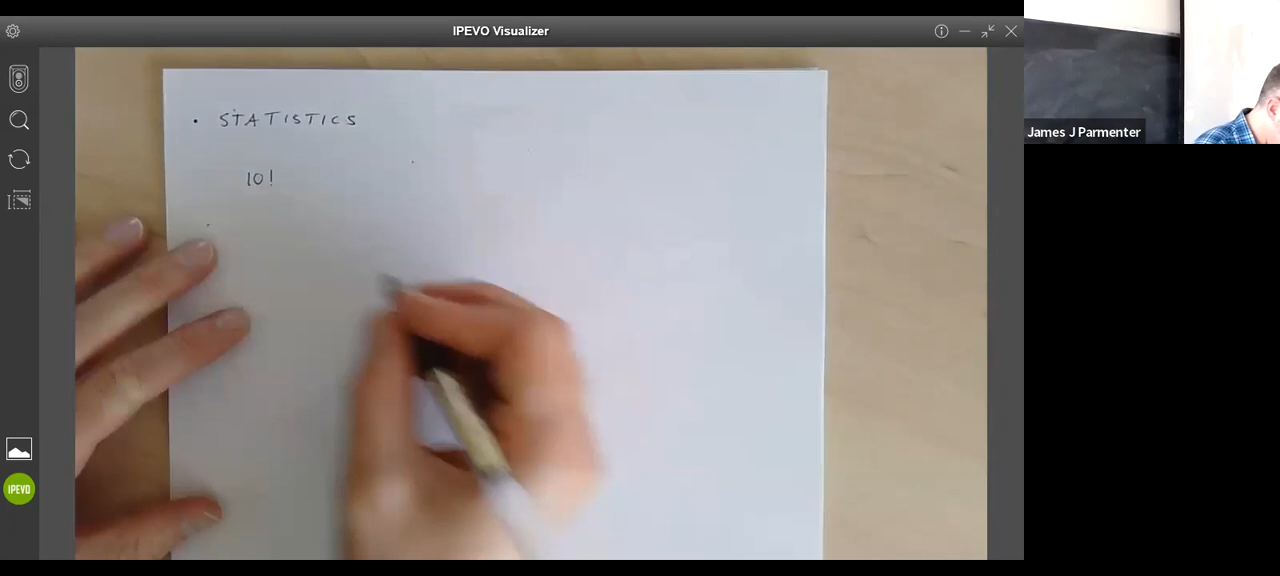 IPEVO Visualizer
• STATISTICS
10!
James J Parmenter
IPEVO